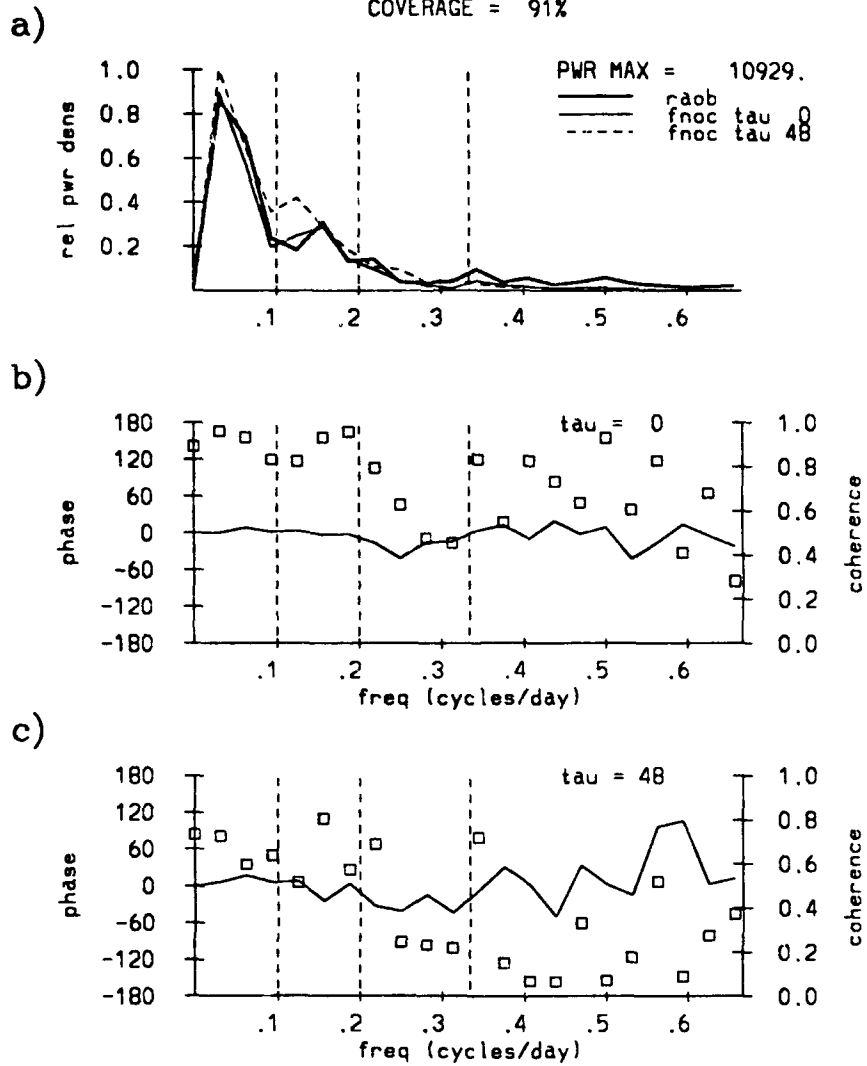 COVERAGE = 91%
a)
PWR MAX = 10929.
raob
fnoc tau 0
fnoc tau 48
rel pwr dens
1.0
0.8
0.6
0.4
0.2
.1 .2 .3 .4 .5 .6
b)
tau = 0
phase
180
120
60
0
-60
-120
-180
coherence
1.0
0.8
0.6
0.4
0.2
0.0
.1 .2 .3 .4 .5 .6
freq (cycles/day)
c)
tau = 48
phase
180
120
60
0
-60
-120
-180
coherence
1.0
0.8
0.6
0.4
0.2
0.0
.1 .2 .3 .4 .5 .6
freq (cycles/day)